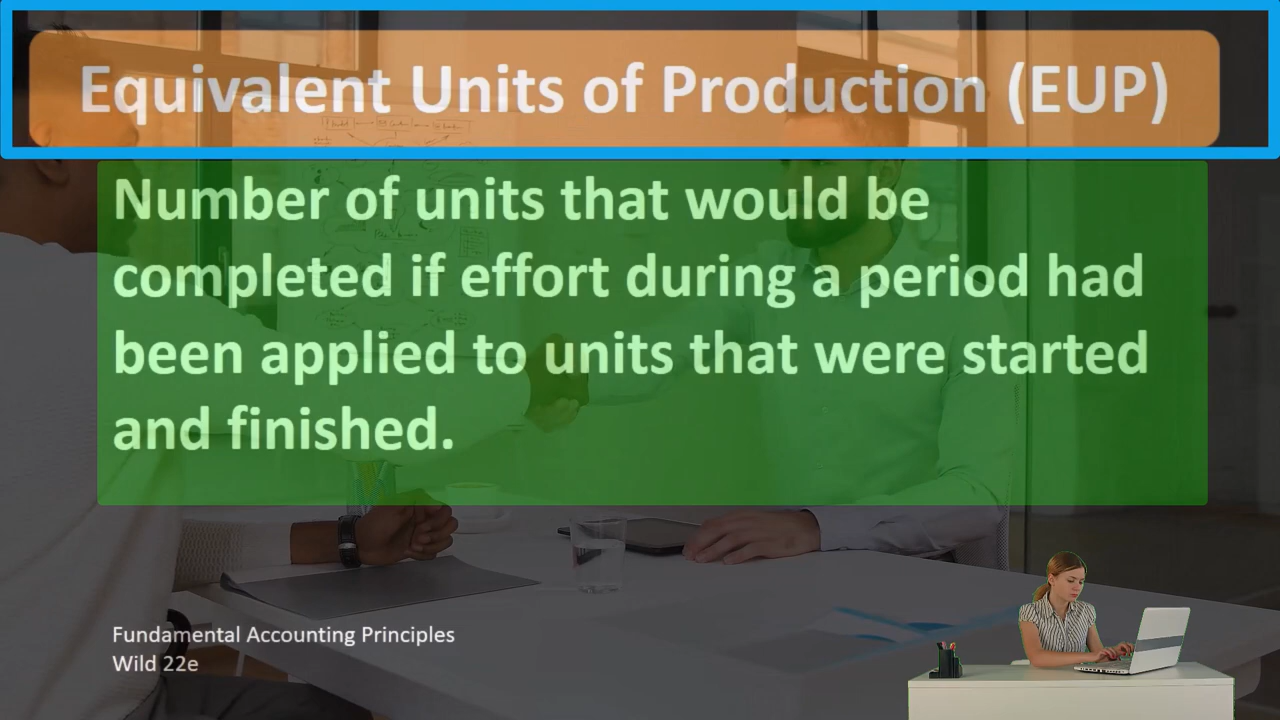 Equivalent Units of Production (EUP)
Number of units that would be
completed if effort during a period had
been applied to units that were started
and finished.
Fundamental Accounting Principles
Wild 22e